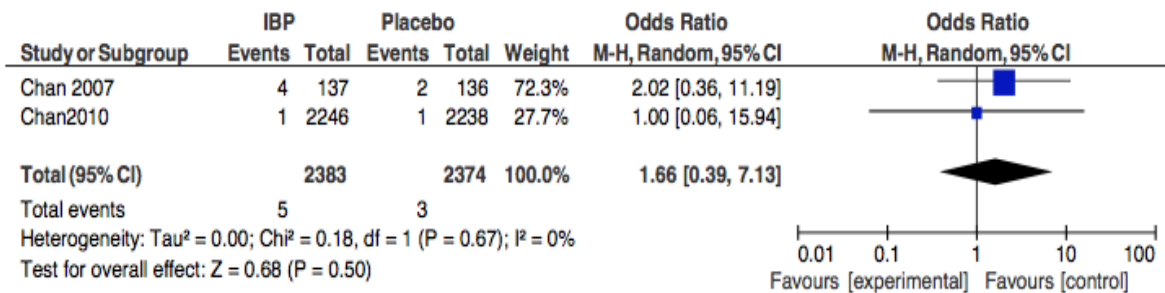 IBP Placebo Odds Ratio Odds Ratio
Study or Subgroup Events Total Events Total Weight M-H, Random, 95% CI M-H, Random, 95% CI
Chan 2007 4 137 2 136 72.3% 2.02 [0.36, 11.19]
Chan2010 1 2246 1 2238 27.7% 1.00 [0.06, 15.94]
Total (95% CI) 2383 2374 100.0% 1.66 [0.39, 7.13]
Total events 5 3
Heterogeneity: Tau² = 0.00; Chi² = 0.18, df = 1 (P = 0.67); I² = 0%
Test for overall effect: Z = 0.68 (P = 0.50)
0.01 0.1 1 10 100
Favours [experimental] Favours [control]